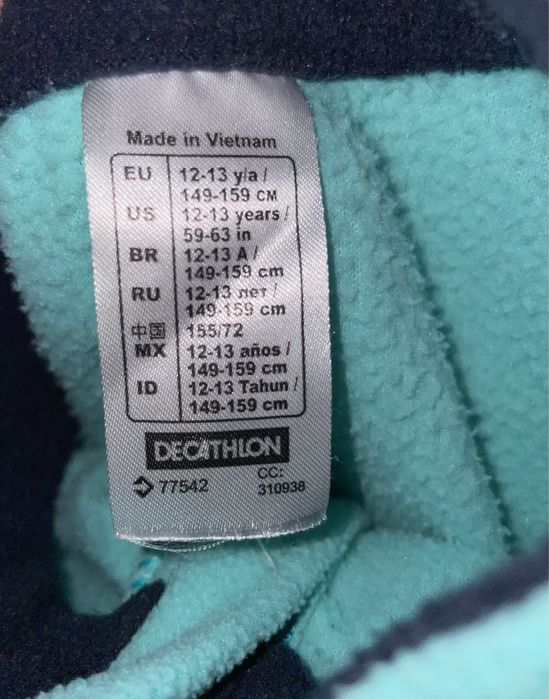 Made in Vietnam
EU 12-13 y/a /
149-159 CM
US 12-13 years /
59-63 in
BR 12-13 A /
149-159 cm
RU 12-13 лет /
149-159 cm
中国 155/72
MX 12-13 años /
149-159 cm
ID 12-13 Tahun /
149-159 cm
DECATHLON
77542 CC:
310938